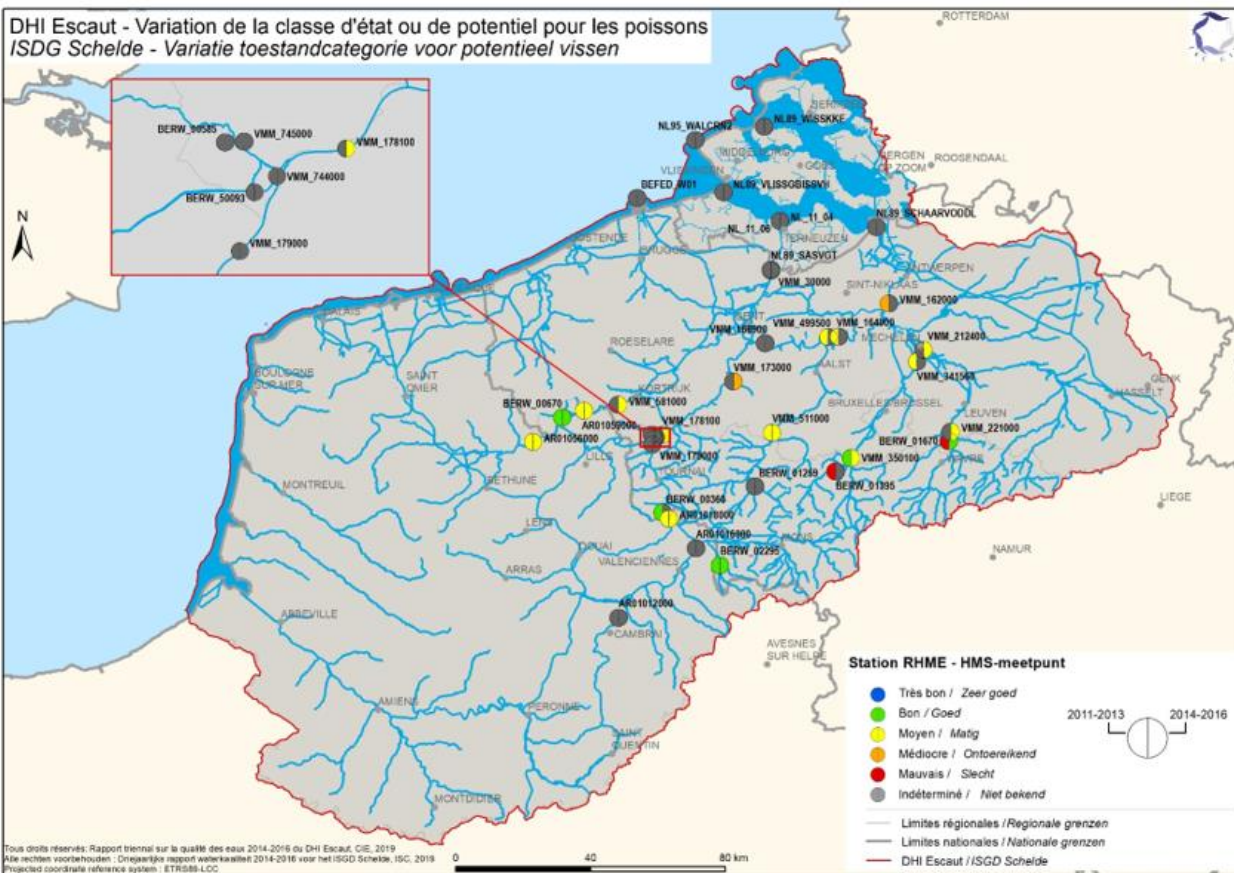 DHI Escaut - Variation de la classe d'état ou de potentiel pour les poissons
ISDG Schelde - Variatie toestandcategorie voor potentieel vissen
ROTTERDAM
BERW_00585
VMM_745000
VMM_178100
VMM_744000
BERW_50093
VMM_179000
N
NL95_WALCRN2
NL89_WISSKKE
MIDDELBURG
GOES
BERGEN
OP ZOOM
ROOSENDAAL
VLISSINGEN
BEFED_W01
NL89_VLISSGBISSVH
NL_11_04
NL89_SCHAARVODDL
NL_11_06
TERNEUZEN
OSTENDE
BRUGGE
NL89_SASVGT
ANTWERPEN
VMM_30000
SINT-NIKLAAS
CALAIS
VMM_162000
GENT
VMM_499500
VMM_164000
MECHELEN
VMM_212400
ROESELARE
VMM_341560
BOULOGNE
SUR MER
SAINT
OMER
VMM_173000
AALST
GENK
HASSELT
BERW_00670
KORTRIJK
VMM_581000
BRUXELLES/BRUSSEL
LEUVEN
AR01059000
VMM_178100
VMM_511000
VMM_221000
AR01056000
BERW_01670
LILLE
VMM_179000
VMM_350100
WAVRE
TOURNAI
BERW_01289
BERW_01395
MONTREUIL
BETHUNE
LIEGE
BERW_00366
AR01018000
LENS
AR01016000
DOUAI
MONS
BERW_02295
VALENCIENNES
NAMUR
ARRAS
ABBEVILLE
AR01012000
CAMBRAI
AVESNES
SUR HELPE
AMIENS
PERONNE
SAINT
QUENTIN
MONTDIDIER
Station RHME - HMS-meetpunt
Très bon / Zeer goed
Bon / Goed
Moyen / Matig
Médiocre / Ontoereikend
Mauvais / Slecht
Indéterminé / Niet bekend
2011-2013
2014-2016
Limites régionales / Regionale grenzen
Limites nationales / Nationale grenzen
DHI Escaut / ISGD Schelde
Tous droits réservés: Rapport triennal sur la qualité des eaux 2014-2016 du DHI Escaut, CIE, 2019
Alle rechten voorbehouden : Driejaarlijks rapport waterkwaliteit 2014-2016 voor het ISGD Schelde, ISC, 2019
Projected coordinate reference system : ETRS89-LCC
0 40 80 km